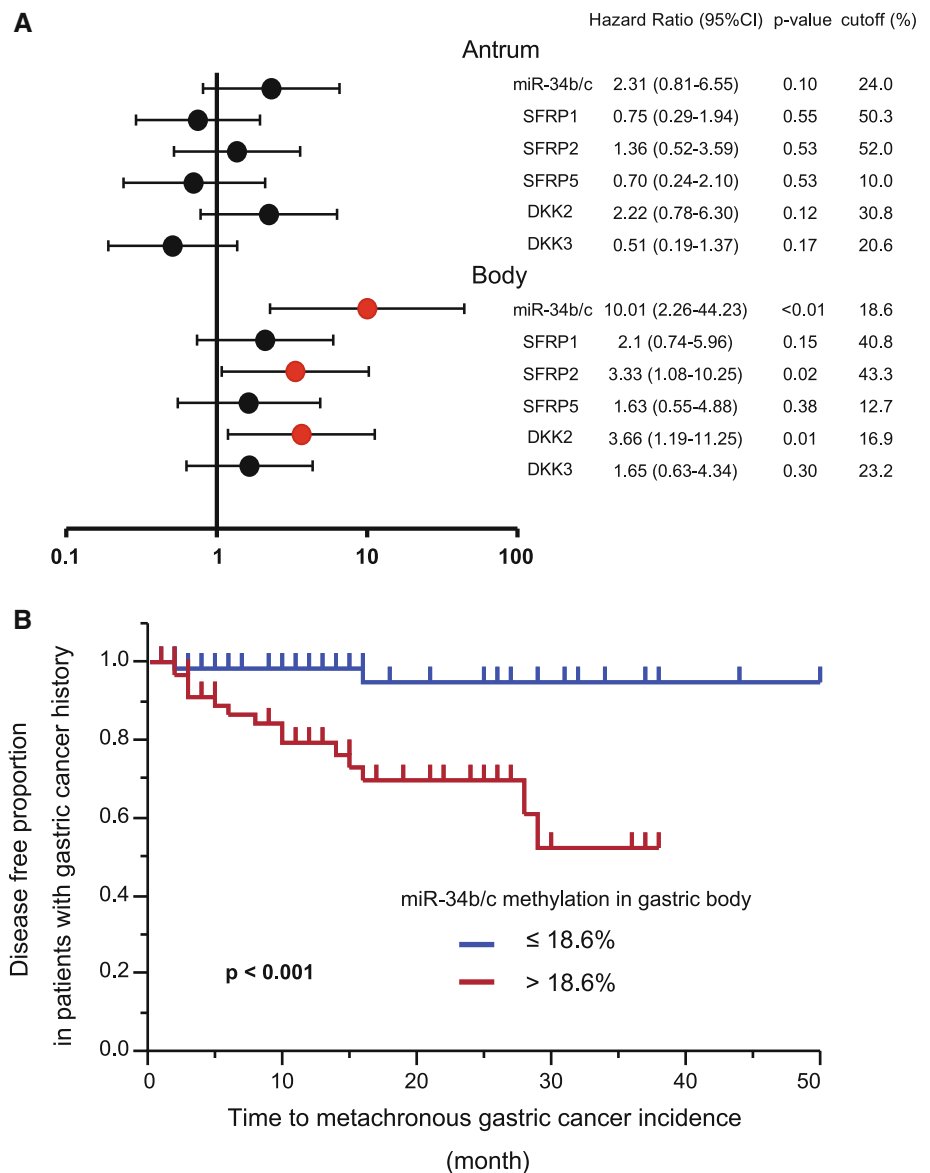 A
Hazard Ratio (95%CI) p-value cutoff (%)
Antrum
miR-34b/c 2.31 (0.81-6.55) 0.10 24.0
SFRP1 0.75 (0.29-1.94) 0.55 50.3
SFRP2 1.36 (0.52-3.59) 0.53 52.0
SFRP5 0.70 (0.24-2.10) 0.53 10.0
DKK2 2.22 (0.78-6.30) 0.12 30.8
DKK3 0.51 (0.19-1.37) 0.17 20.6
Body
miR-34b/c 10.01 (2.26-44.23) <0.01 18.6
SFRP1 2.1 (0.74-5.96) 0.15 40.8
SFRP2 3.33 (1.08-10.25) 0.02 43.3
SFRP5 1.63 (0.55-4.88) 0.38 12.7
DKK2 3.66 (1.19-11.25) 0.01 16.9
DKK3 1.65 (0.63-4.34) 0.30 23.2
0.1 1 10 100
B
Disease free proportion
in patients with gastric cancer history
1.0
0.8
0.6
0.4
0.2
0.0
miR-34b/c methylation in gastric body
≤ 18.6%
> 18.6%
p < 0.001
0 10 20 30 40 50
Time to metachronous gastric cancer incidence
(month)